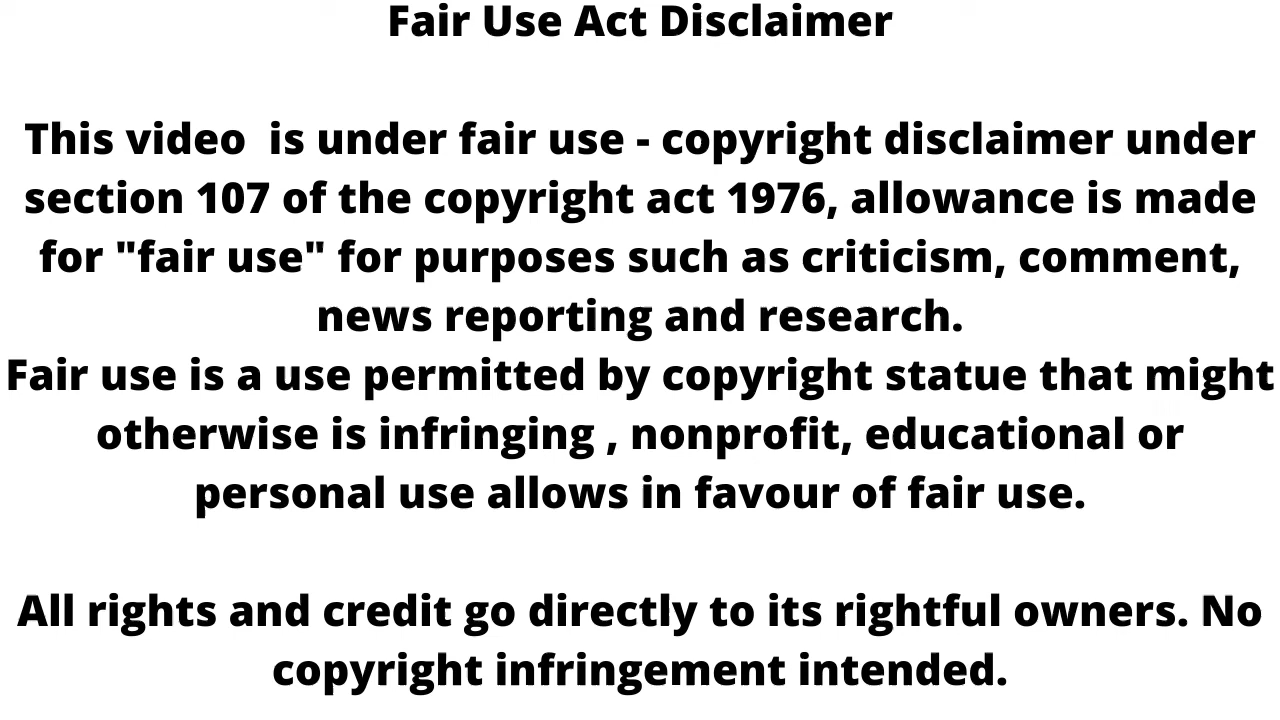 Fair Use Act Disclaimer
This video  is under fair use - copyright disclaimer under
section 107 of the copyright act 1976, allowance is made
for "fair use" for purposes such as criticism, comment,
news reporting and research.
Fair use is a use permitted by copyright statue that might
otherwise is infringing , nonprofit, educational or
personal use allows in favour of fair use.
All rights and credit go directly to its rightful owners. No
copyright infringement intended.